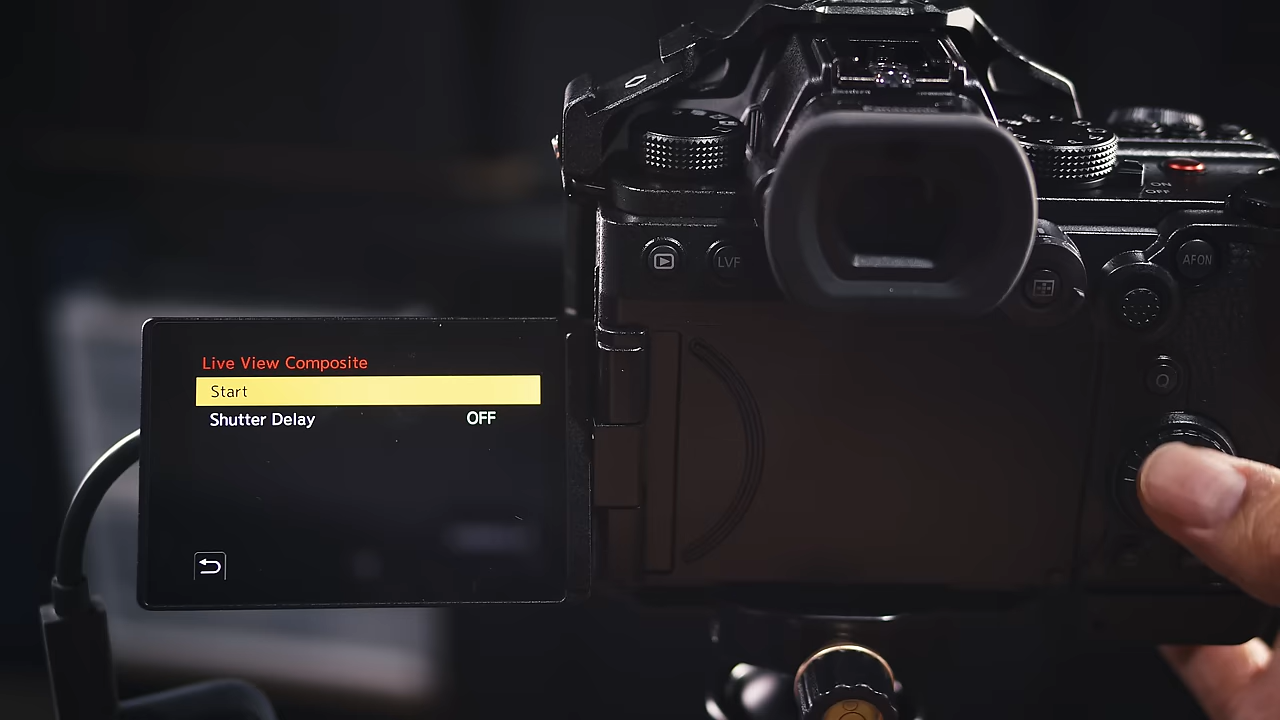 Live View Composite
Start
Shutter Delay OFF
LVF
ON
OFF
AFON
Q